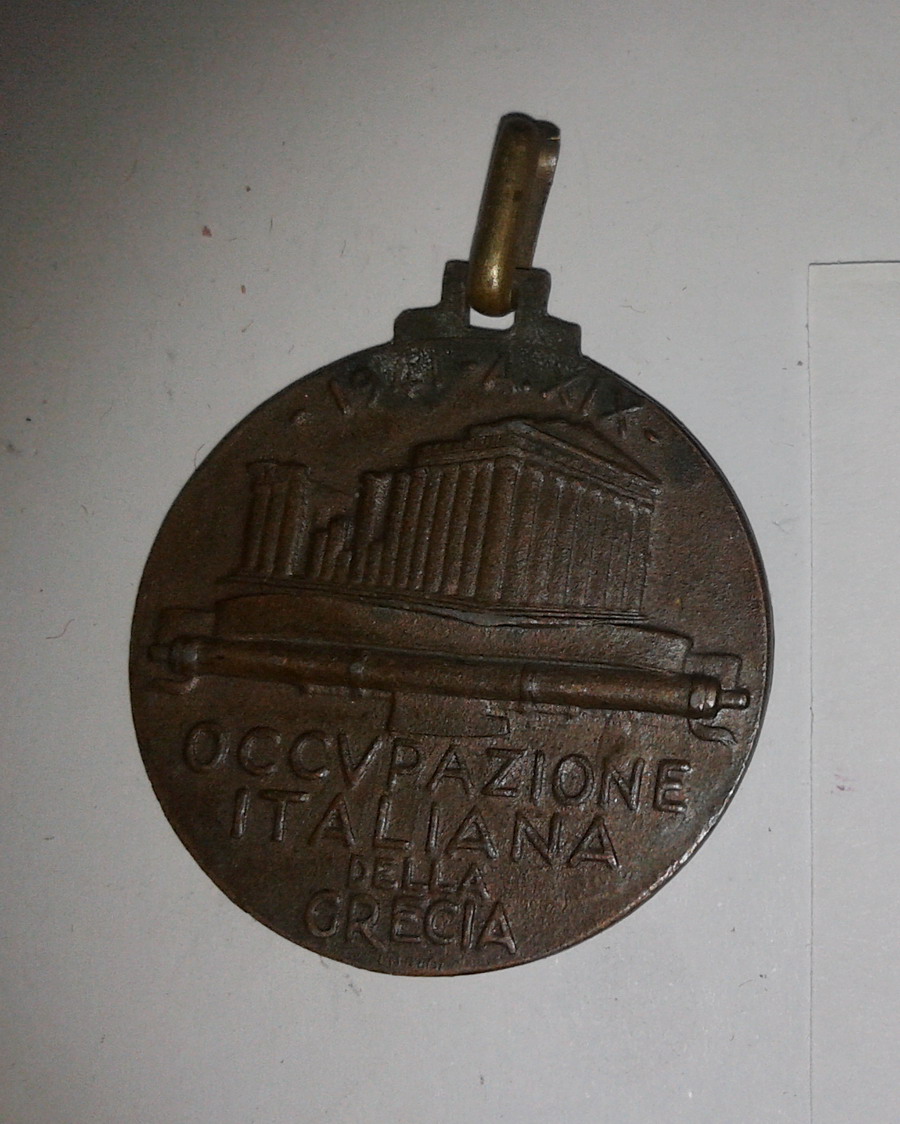 · 1941 · A. XIX ·
OCCVPAZIONE
ITALIANA
DELLA
GRECIA